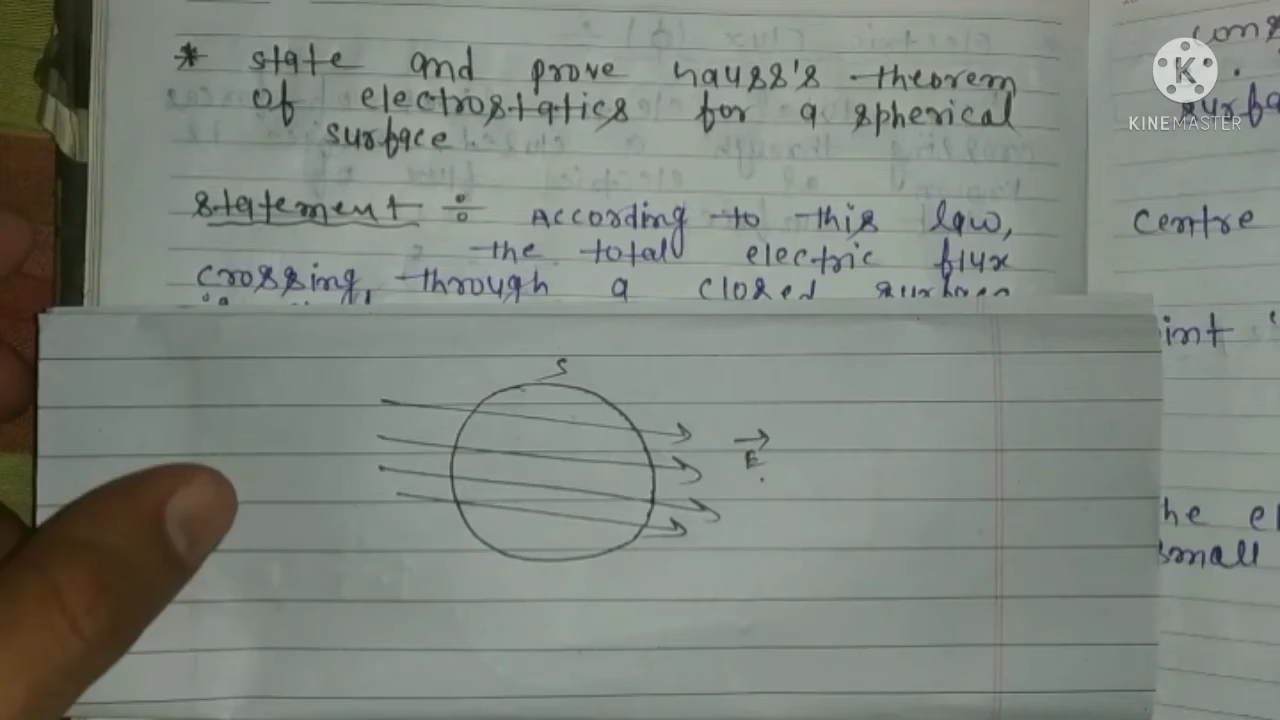 * state and prove Gauss's theorem
of electrostatics for a spherical
surface.
statement ÷ According to this law,
the total electric flux
crossing, through a closed surface
S
E
centre
int
he
small
K
KINEMASTER